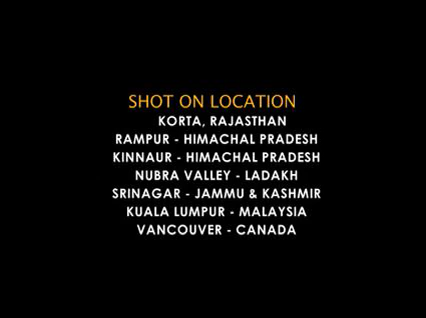 SHOT ON LOCATION
KORTA, RAJASTHAN
RAMPUR - HIMACHAL PRADESH
KINNAUR - HIMACHAL PRADESH
NUBRA VALLEY - LADAKH
SRINAGAR - JAMMU & KASHMIR
KUALA LUMPUR - MALAYSIA
VANCOUVER - CANADA